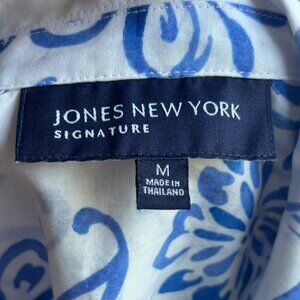 JONES NEW YORK
SIGNATURE
M
MADE IN
THAILAND